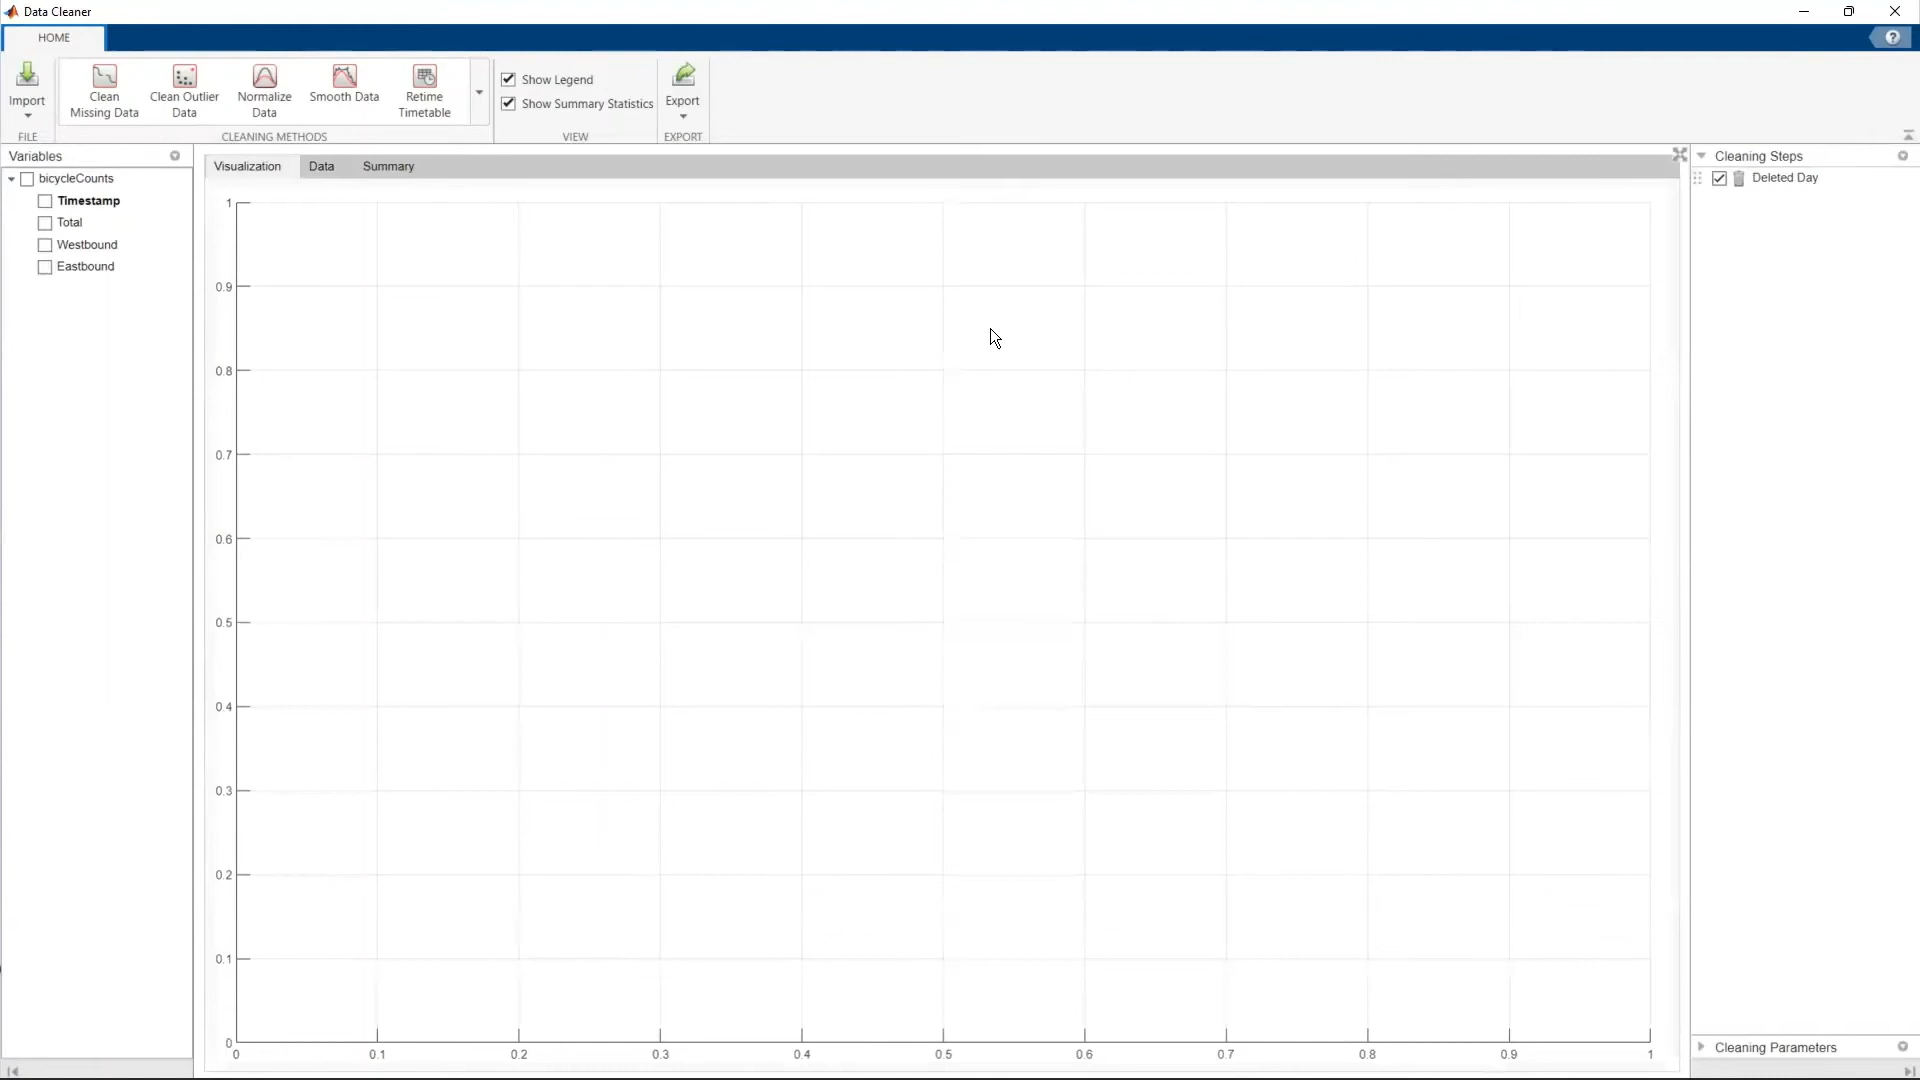 Data Cleaner
HOME
Import
Clean
Missing Data
Clean Outlier
Data
Normalize
Data
Smooth Data
Retime
Timetable
Show Legend
Show Summary Statistics
Export
FILE
CLEANING METHODS
VIEW
EXPORT
Variables
bicycleCounts
Timestamp
Total
Westbound
Eastbound
Visualization
Data
Summary
1
0.9
0.8
0.7
0.6
0.5
0.4
0.3
0.2
0.1
0
0
0.1
0.2
0.3
0.4
0.5
0.6
0.7
0.8
0.9
1
Cleaning Steps
Deleted Day
Cleaning Parameters